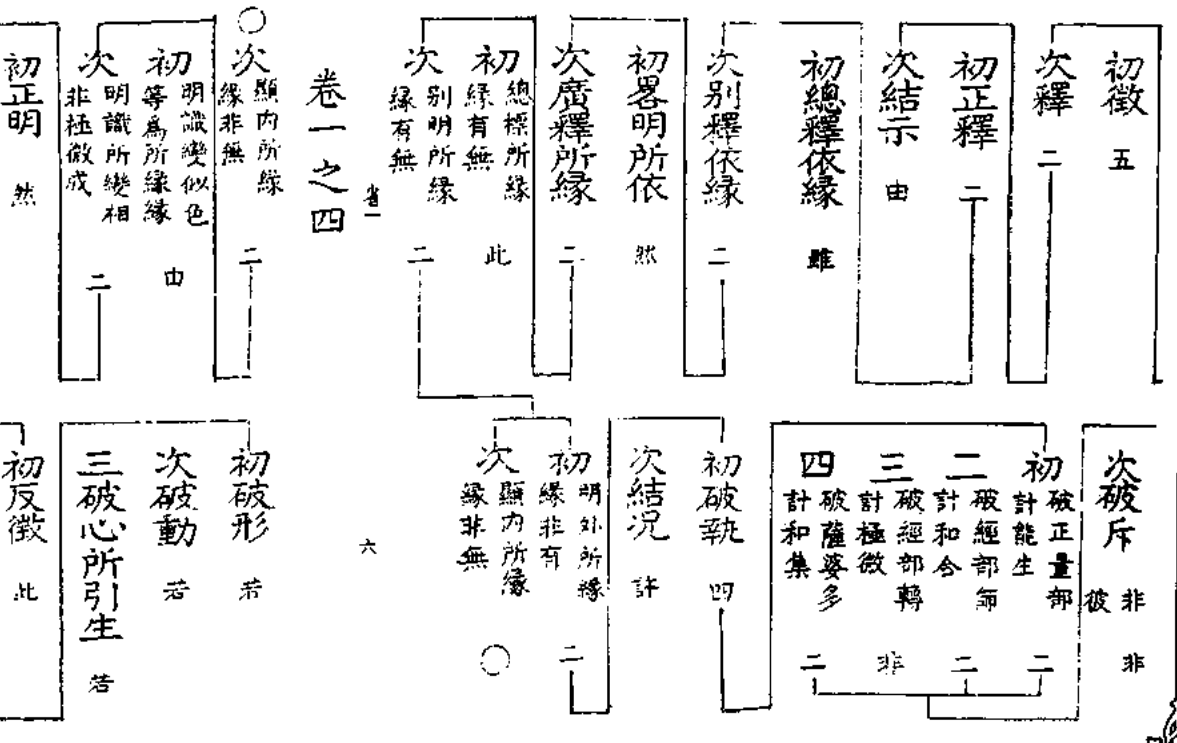 初徵 五
次釋 二
初正釋 二
次結示 由
初總釋依緣 雖
次別釋依緣 二
初畧明所依 然
次廣釋所緣 二
初總標所緣有無 此
次別明所緣緣有無 二
省一
卷一之四
○
次顯內所緣緣非無 二
初明識變似色等為所緣緣 由
次明識所變相非極微成 二
初正明 然
次破斥 非 彼 非
初破正量部計能生 二
二破經部師計和合 二
三破經部轉計極微 非
四破薩婆多計和集 二
初破執 四
次結況 許
初明外所緣緣非有 二
次顯內所緣緣非無 ○
六
初破形 若
次破動 若
三破心所引生 若
初反徵 此